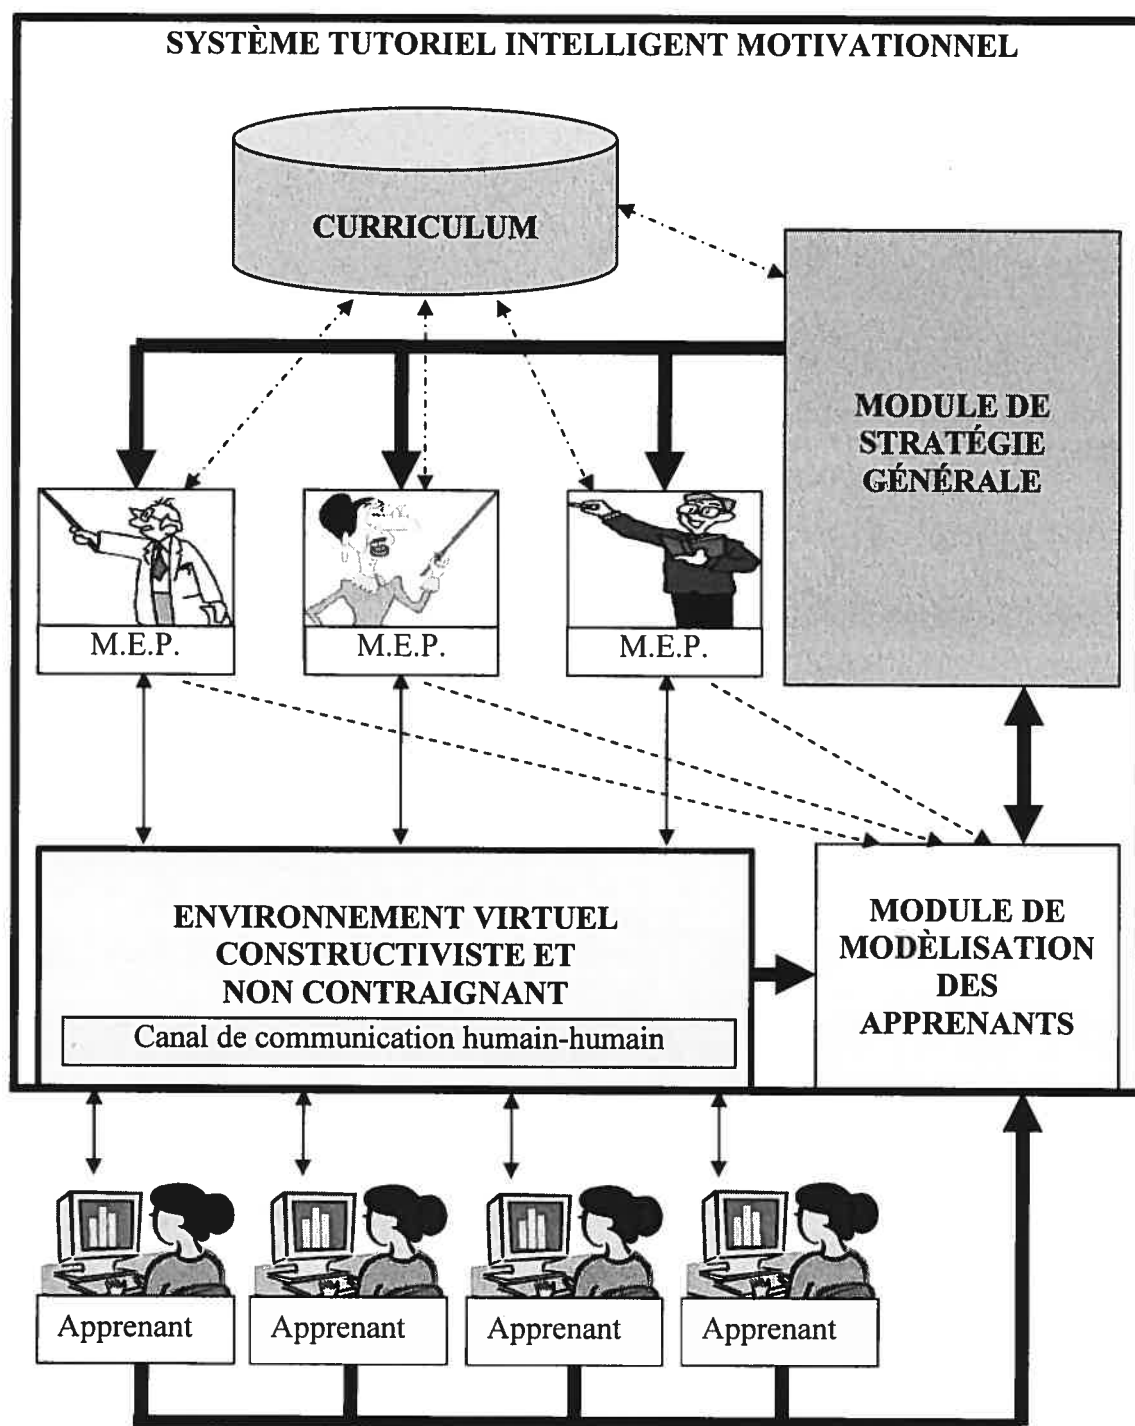 SYSTÈME TUTORIEL INTELLIGENT MOTIVATIONNEL
CURRICULUM
MODULE DE
STRATÉGIE
GÉNÉRALE
M.E.P.
M.E.P.
M.E.P.
ENVIRONNEMENT VIRTUEL
CONSTRUCTIVISTE ET
NON CONTRAIGNANT
Canal de communication humain-humain
MODULE DE
MODÈLISATION
DES
APPRENANTS
Apprenant
Apprenant
Apprenant
Apprenant